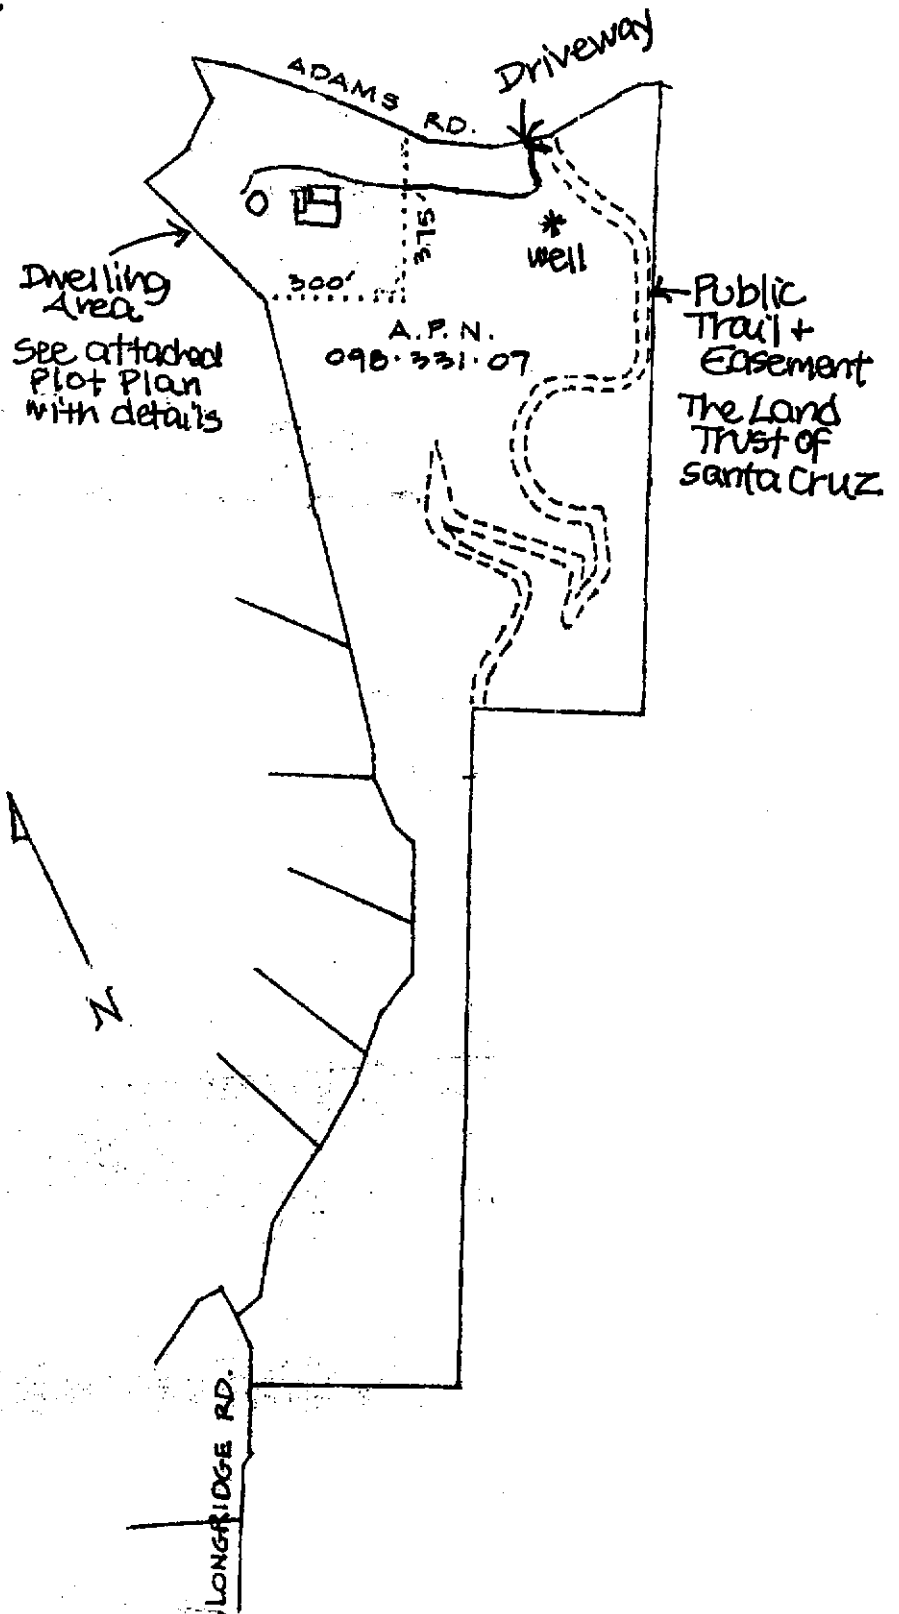 Driveway
ADAMS
RD.
375'
well
300'
Dwelling
Area
See attached
Plot Plan
with details
A.P.N.
098-331-07
Public
Trail +
Easement
The Land
Trust of
Santa Cruz
N
LONGRIDGE RD.